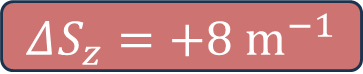 ΔS_z = +8 m⁻¹